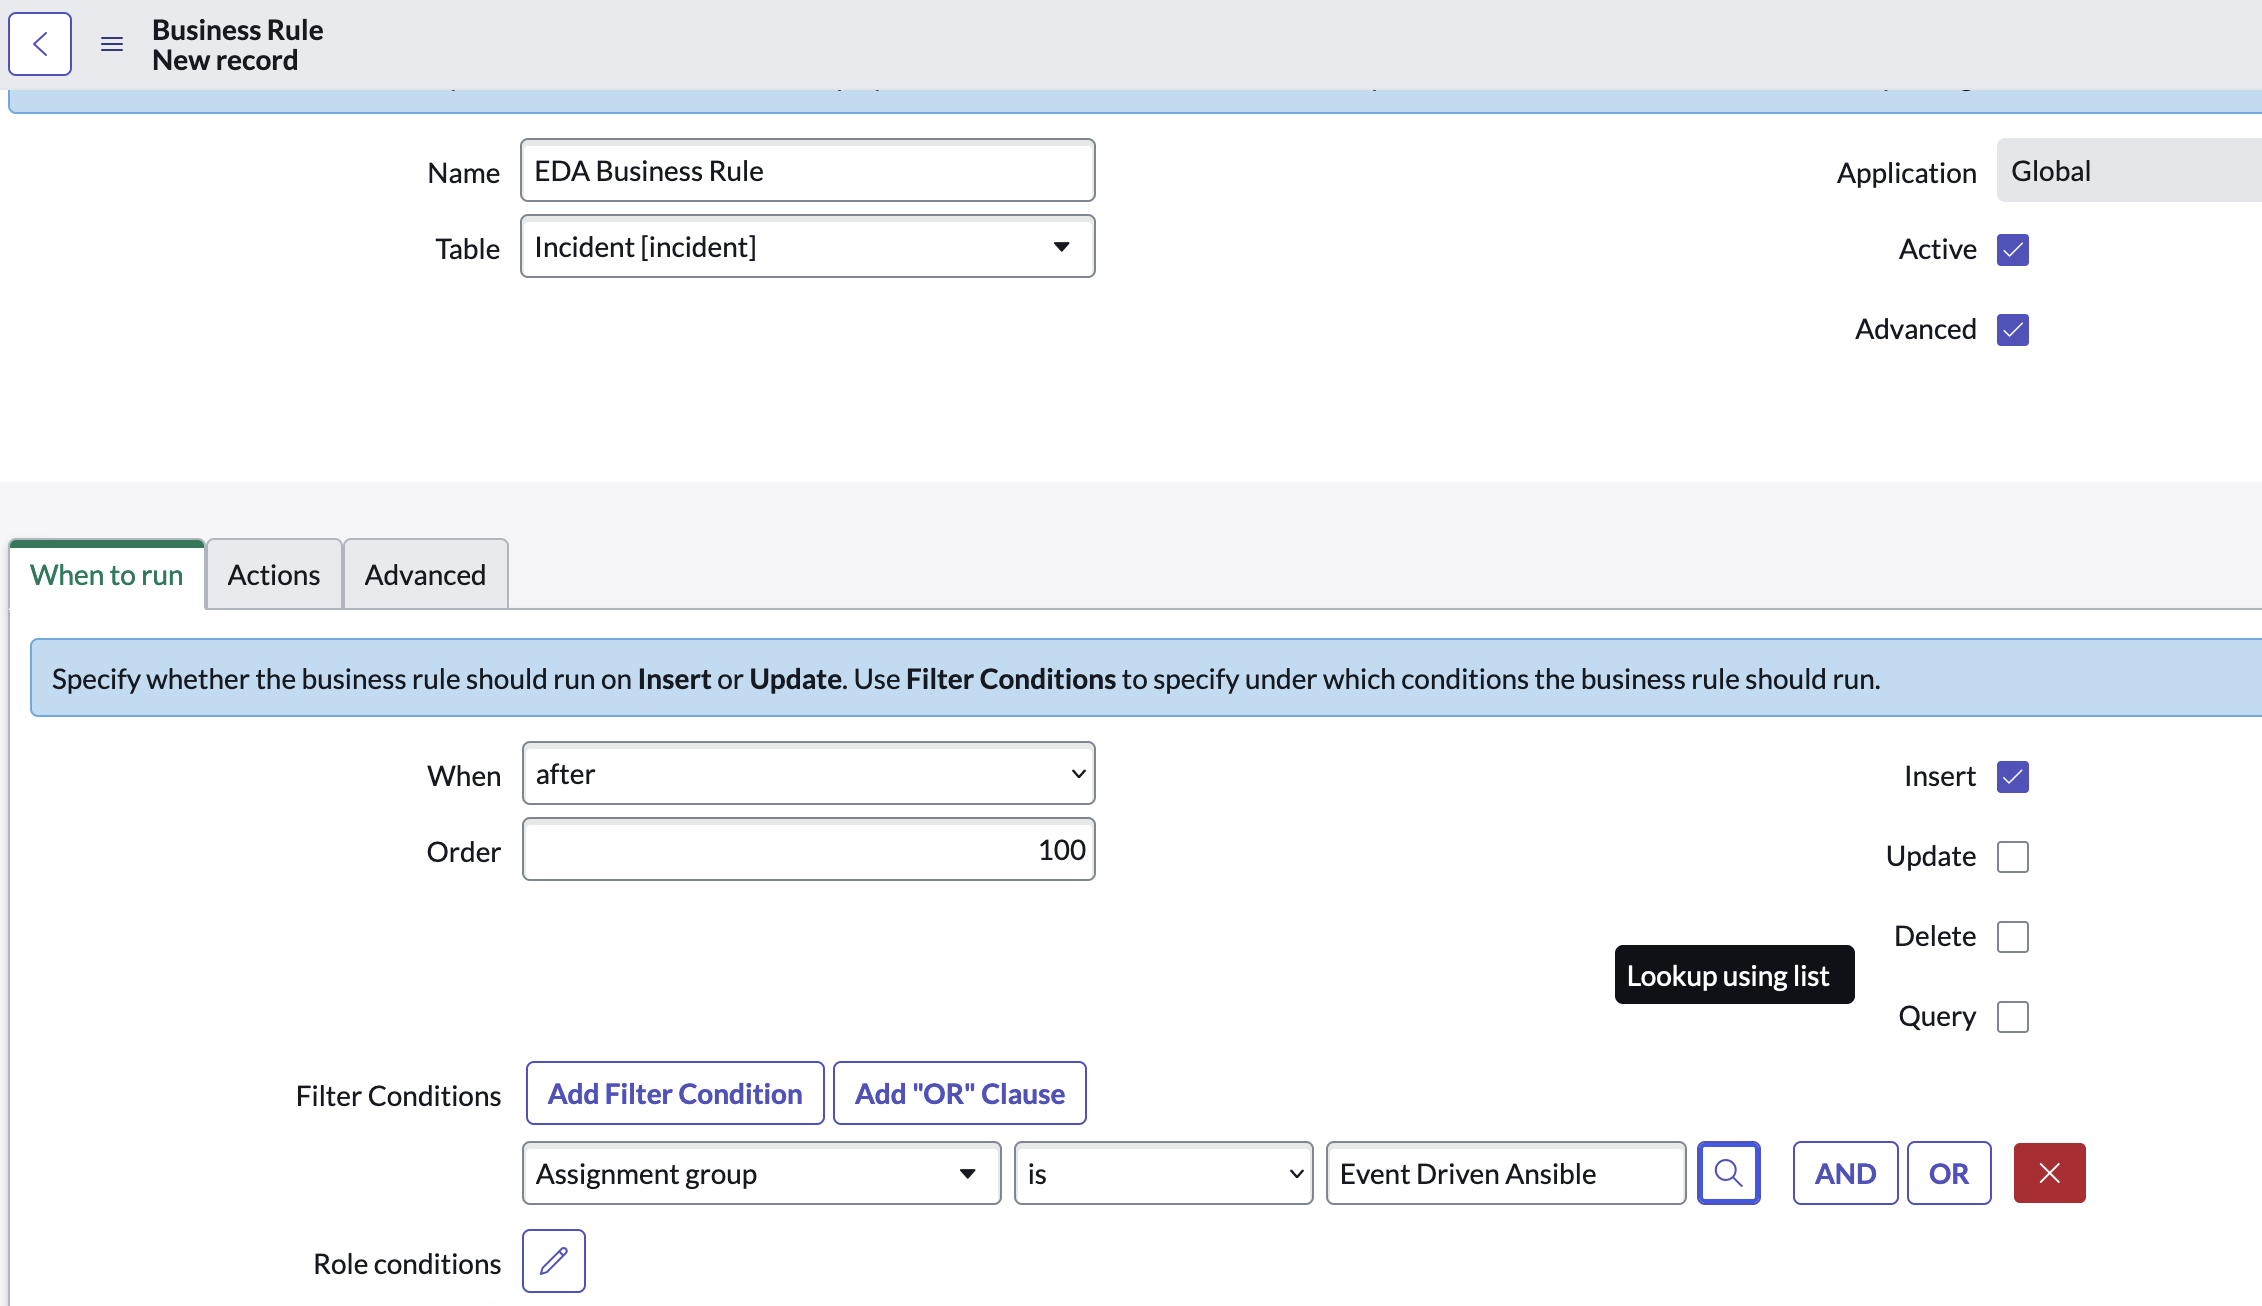 Business Rule
New record
Name
EDA Business Rule
Application
Global
Table
Incident [incident]
Active
Advanced
When to run
Actions
Advanced
Specify whether the business rule should run on Insert or Update. Use Filter Conditions to specify under which conditions the business rule should run.
When
after
Insert
Order
100
Update
Delete
Lookup using list
Query
Filter Conditions
Add Filter Condition
Add "OR" Clause
Assignment group
is
Event Driven Ansible
AND
OR
Role conditions